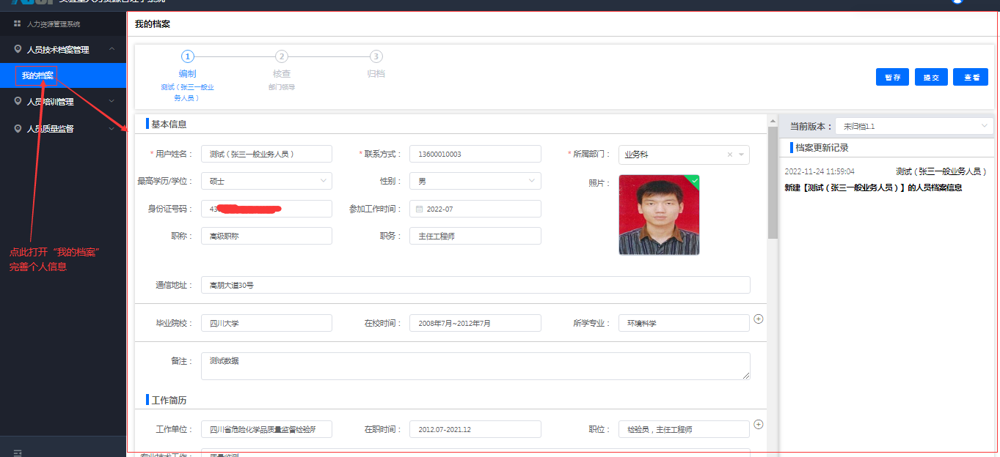 人力资源管理系统
我的档案
人员技术档案管理
我的档案
人员培训管理
人员质量监督
点此打开“我的档案”
完善个人信息
1
2
3
编制
核查
归档
测试（张三一般业
务人员）
部门领导
暂存
提交
查看
基本信息
* 用户姓名：
测试（张三一般业务人员）
* 联系方式：
13600010003
* 所属部门：
业务科
最高学历/学位：
硕士
性别：
男
照片：
身份证号码：
43
参加工作时间：
2022-07
职称：
高级职称
职务：
主任工程师
通信地址：
高朋大道30号
毕业院校：
四川大学
在校时间：
2008年7月~2012年7月
所学专业：
环境科学
备注：
测试数据
工作简历
工作单位：
四川省危险化学品质量监督检验所
在职时间：
2012.07-2021.12
职位：
检验员，主任工程师
当前版本：
未归档1.1
档案更新记录
2022-11-24 11:59:04
测试（张三一般业务人员）
新建【测试（张三一般业务人员）】的人员档案信息